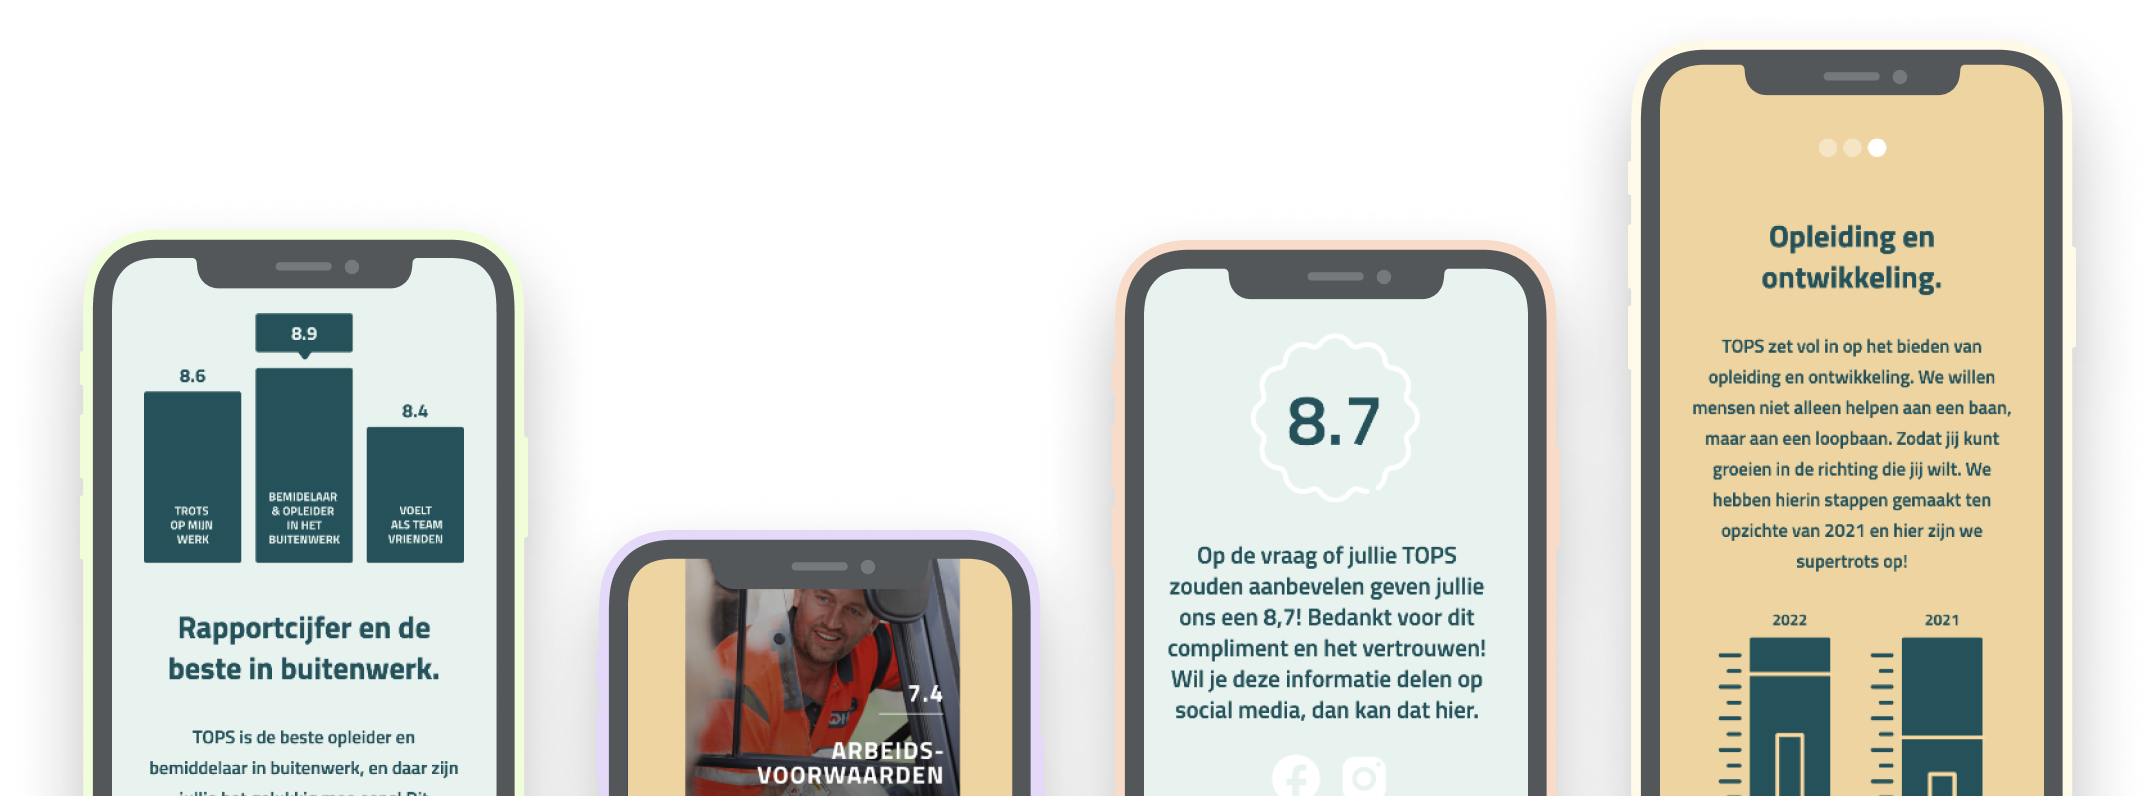 8.9
8.6
8.4
TROTS
OP MIJN
WERK
BEMIDELAAR
& OPLEIDER
IN HET
BUITENWERK
VOELT
ALS TEAM
VRIENDEN
Rapportcijfer en de
beste in buitenwerk.
TOPS is de beste opleider en
bemiddelaar in buitenwerk, en daar zijn
7.4
ARBEIDS-
VOORWAARDEN
8.7
Op de vraag of jullie TOPS
zouden aanbevelen geven jullie
ons een 8,7! Bedankt voor dit
compliment en het vertrouwen!
Wil je deze informatie delen op
social media, dan kan dat hier.
Opleiding en
ontwikkeling.
TOPS zet vol in op het bieden van
opleiding en ontwikkeling. We willen
mensen niet alleen helpen aan een baan,
maar aan een loopbaan. Zodat jij kunt
groeien in de richting die jij wilt. We
hebben hierin stappen gemaakt ten
opzichte van 2021 en hier zijn we
supertrots op!
2022
2021